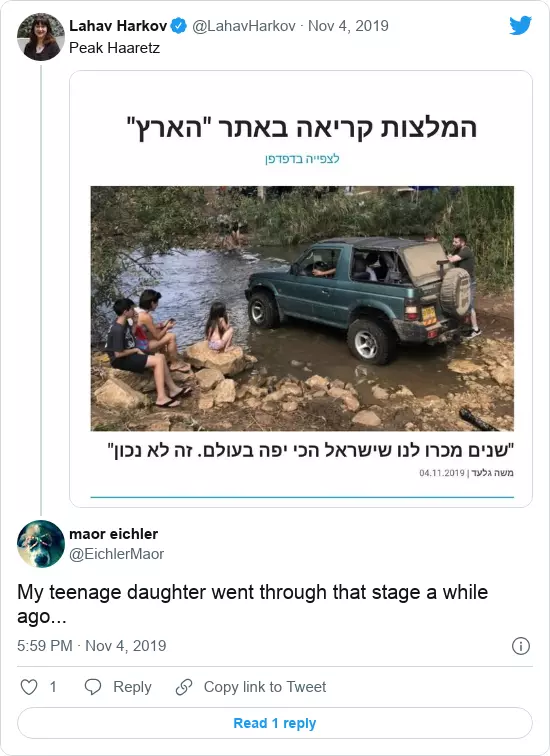 Lahav Harkov @LahavHarkov · Nov 4, 2019
Peak Haaretz
המלצות קריאה באתר "הארץ"
לצפייה בדפדפן
"שנים מכרו לנו שישראל הכי יפה בעולם. זה לא נכון"
משה גלעד | 04.11.2019
maor eichler
@EichlerMaor
My teenage daughter went through that stage a while
ago...
5:59 PM · Nov 4, 2019
1 Reply Copy link to Tweet
Read 1 reply